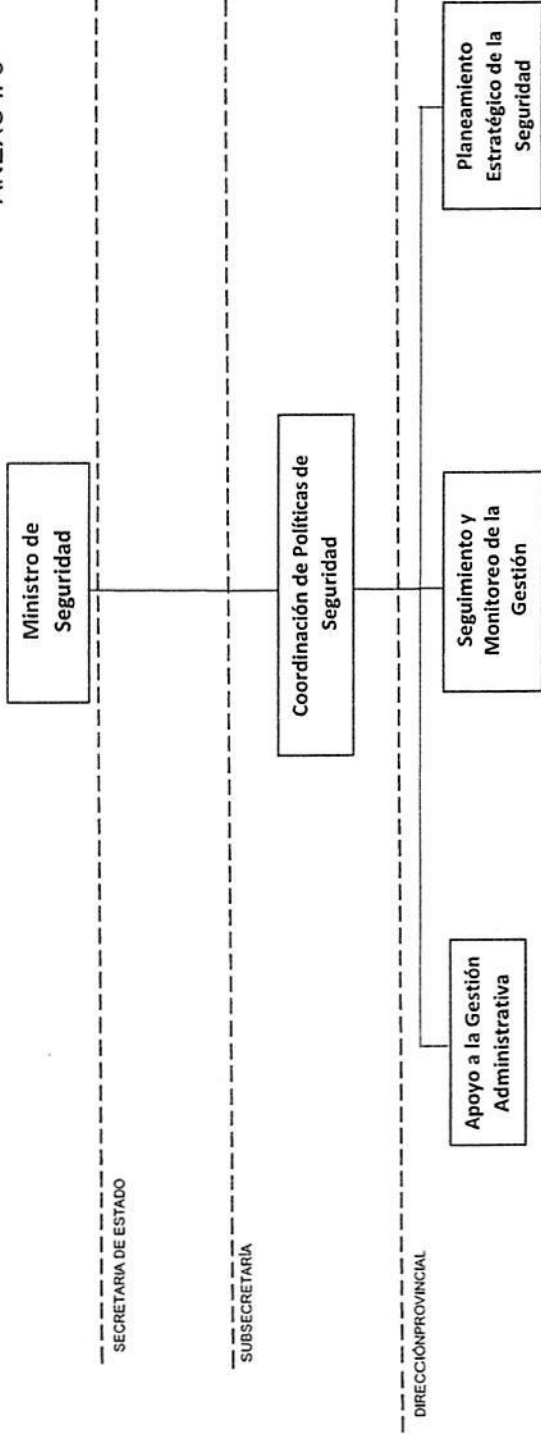 Ministro de
Seguridad
SECRETARIA DE ESTADO
SUBSECRETARÍA
Coordinación de Políticas de
Seguridad
DIRECCIÓNPROVINCIAL
Apoyo a la Gestión
Administrativa
Seguimiento y
Monitoreo de la
Gestión
Planeamiento
Estratégico de la
Seguridad